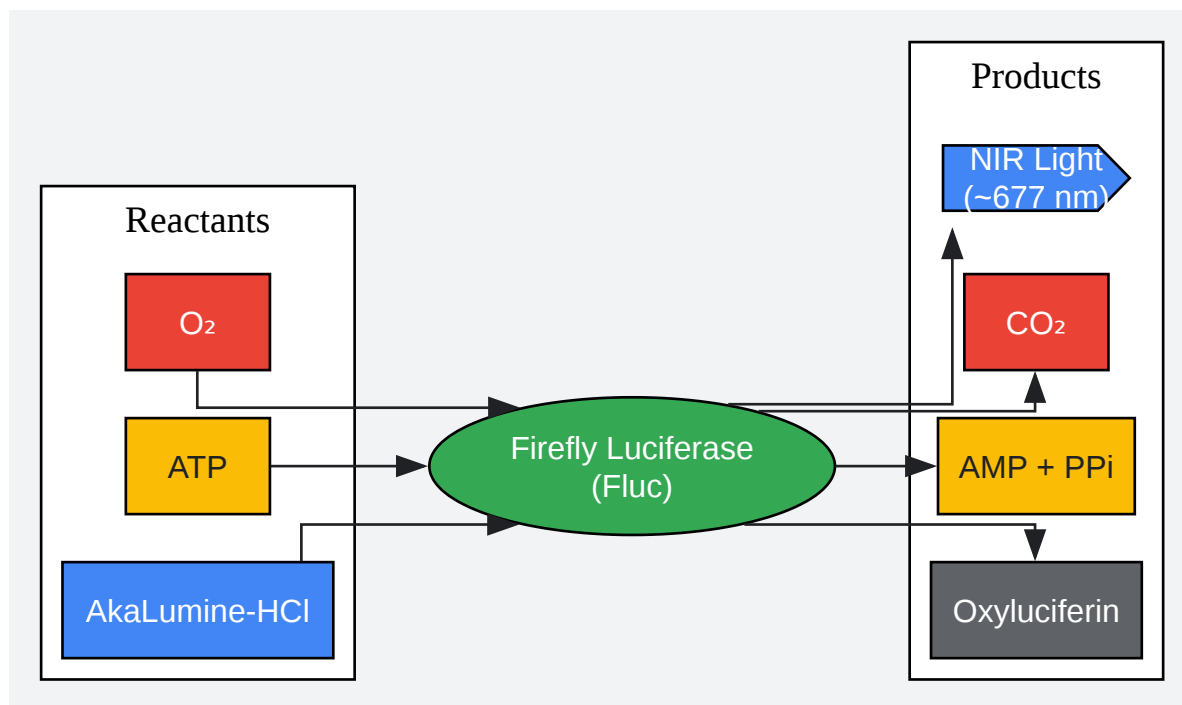 Reactants
O₂
ATP
AkaLumine-HCl
Firefly Luciferase
(Fluc)
Products
NIR Light
(~677 nm)
CO₂
AMP + PPi
Oxyluciferin